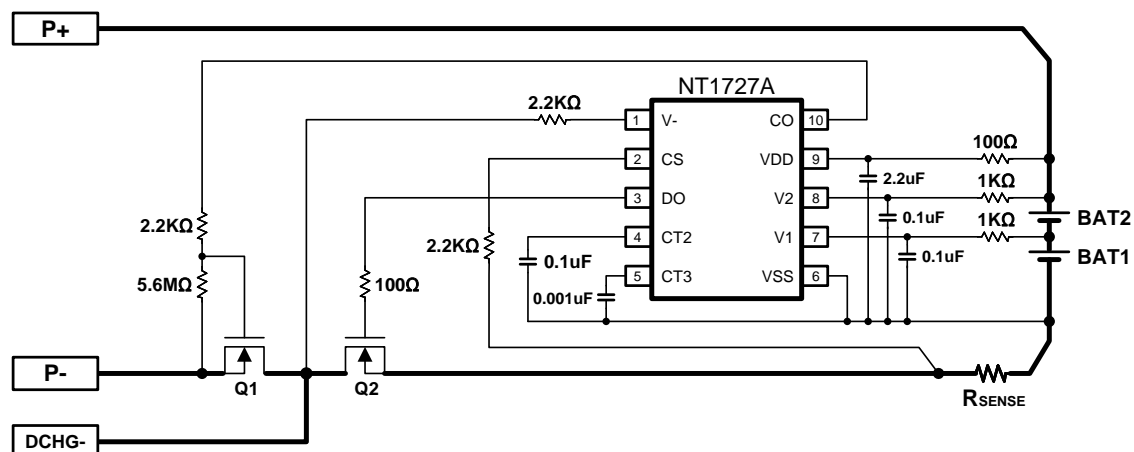 P+
NT1727A
2.2KΩ
1 V- CO 10
100Ω
2 CS VDD 9
2.2uF
1KΩ
3 DO V2 8
0.1uF
BAT2
1KΩ
2.2KΩ
2.2KΩ
4 CT2 V1 7
0.1uF
0.1uF
BAT1
5.6MΩ
100Ω
5 CT3 VSS 6
0.001uF
P-
Q1
Q2
RSENSE
DCHG-